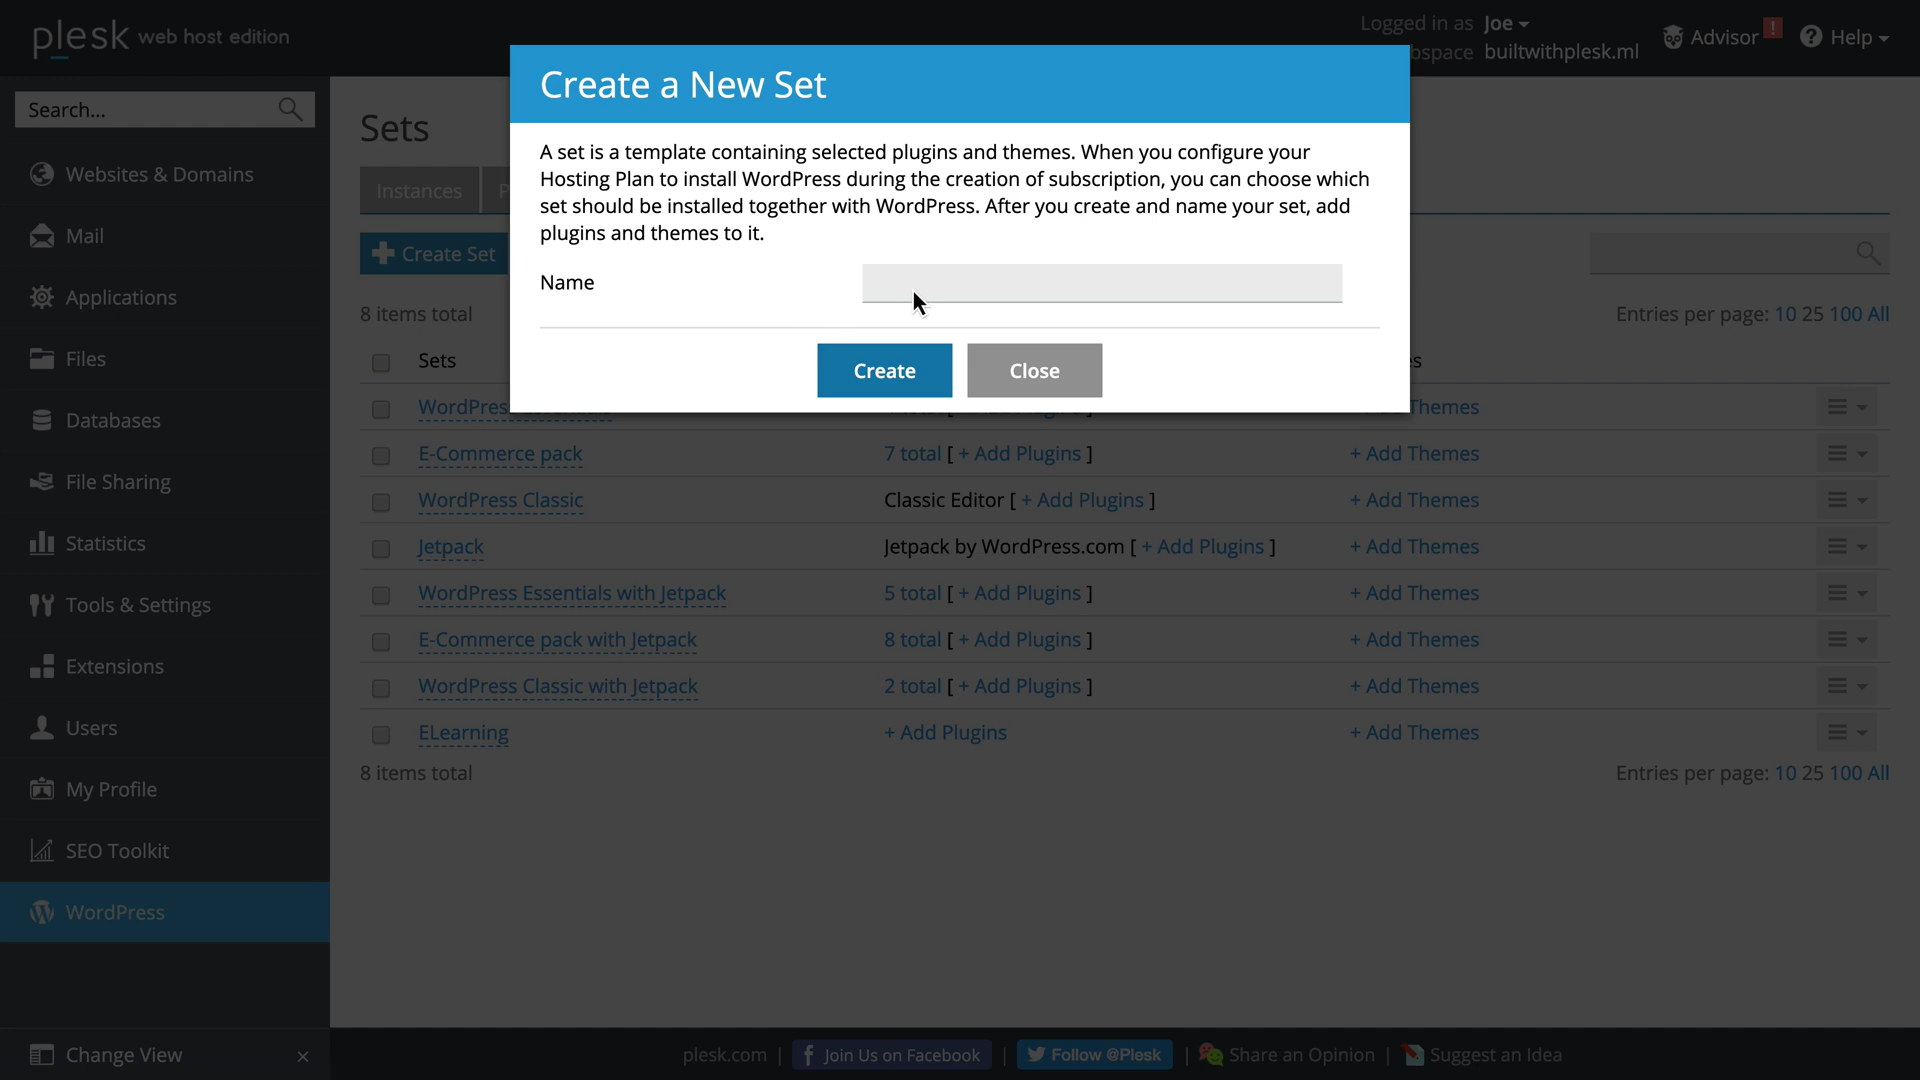 plesk web host edition
Logged in as Joe
bspace builtwithplesk.ml
Advisor !
? Help
Search...
Websites & Domains
Mail
Applications
Files
Databases
File Sharing
Statistics
Tools & Settings
Extensions
Users
My Profile
SEO Toolkit
WordPress
Change View
Create a New Set
A set is a template containing selected plugins and themes. When you configure your
Hosting Plan to install WordPress during the creation of subscription, you can choose which
set should be installed together with WordPress. After you create and name your set, add
plugins and themes to it.
Name
Create Close
Sets
Instances P
Create Set
8 items total Entries per page: 10 25 100 All
Sets es
WordPress Themes
E-Commerce pack 7 total [ + Add Plugins ] + Add Themes
WordPress Classic Classic Editor [ + Add Plugins ] + Add Themes
Jetpack Jetpack by WordPress.com [ + Add Plugins ] + Add Themes
WordPress Essentials with Jetpack 5 total [ + Add Plugins ] + Add Themes
E-Commerce pack with Jetpack 8 total [ + Add Plugins ] + Add Themes
WordPress Classic with Jetpack 2 total [ + Add Plugins ] + Add Themes
ELearning + Add Plugins + Add Themes
8 items total Entries per page: 10 25 100 All
plesk.com | Join Us on Facebook | Follow @Plesk | Share an Opinion | Suggest an Idea